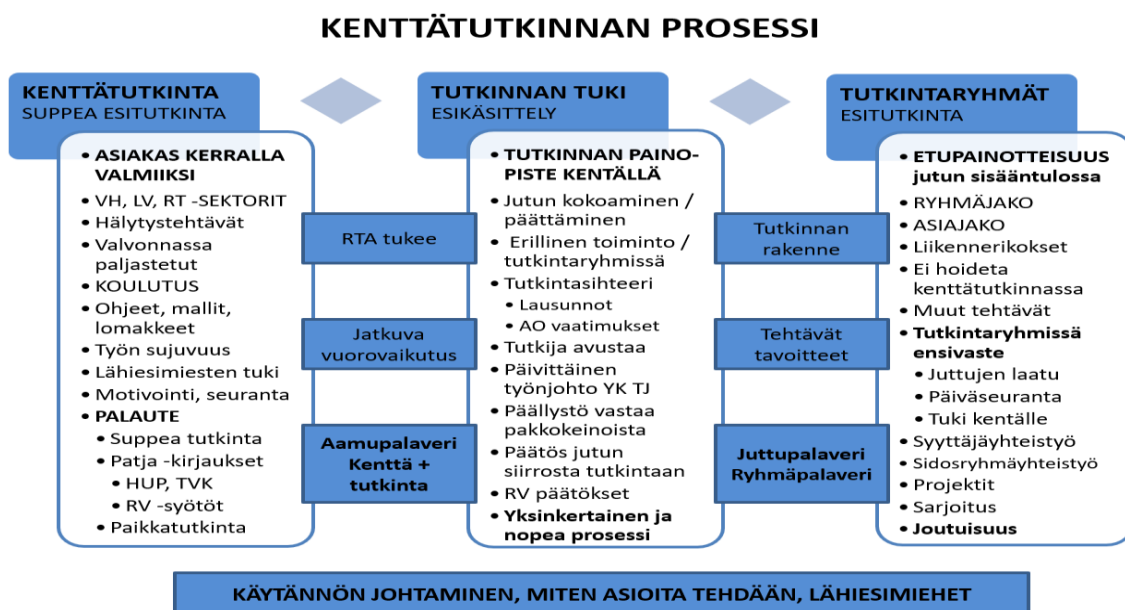 KENTTÄTUTKINNAN PROSESSI
KENTTÄTUTKINTA
SUPPEA ESITUTKINTA
• ASIAKAS KERRALLA
VALMIIKSI
• VH, LV, RT -SEKTORIT
• Hälytystehtävät
• Valvonnassa
paljastetut
• KOULUTUS
• Ohjeet, mallit,
lomakkeet
• Työn sujuvuus
• Lähiesimiesten tuki
• Motivointi, seuranta
• PALAUTE
• Suppea tutkinta
• Patja -kirjaukset
• HUP, TVK
• RV -syötöt
• Paikkatutkinta
RTA tukee
Jatkuva
vuorovaikutus
Aamupalaveri
Kenttä +
tutkinta
TUTKINNAN TUKI
ESIKÄSITTELY
• TUTKINNAN PAINO-
PISTE KENTÄLLÄ
• Jutun kokoaminen /
päättäminen
• Erillinen toiminto /
tutkintaryhmissä
• Tutkintasihteeri
• Lausunnot
• AO vaatimukset
• Tutkija avustaa
• Päivittäinen
työnjohto YK TJ
• Päällystö vastaa
pakkokeinoista
• Päätös jutun
siirrosta tutkintaan
• RV päätökset
• Yksinkertainen ja
nopea prosessi
Tutkinnan
rakenne
Tehtävät
tavoitteet
Juttupalaveri
Ryhmäpalaveri
TUTKINTARYHMÄT
ESITUTKINTA
• ETUPAINOTTEISUUS
jutun sisääntulossa
• RYHMÄJAKO
• ASIAJAKO
• Liikennerikokset
• Ei hoideta
kenttätutkinnassa
• Muut tehtävät
• Tutkintaryhmissä
ensivaste
• Juttujen laatu
• Päiväseuranta
• Tuki kentälle
• Syyttäjäyhteistyö
• Sidosryhmäyhteistyö
• Projektit
• Sarjoitus
• Joutuisuus
KÄYTÄNNÖN JOHTAMINEN, MITEN ASIOITA TEHDÄÄN, LÄHIESIMIEHET